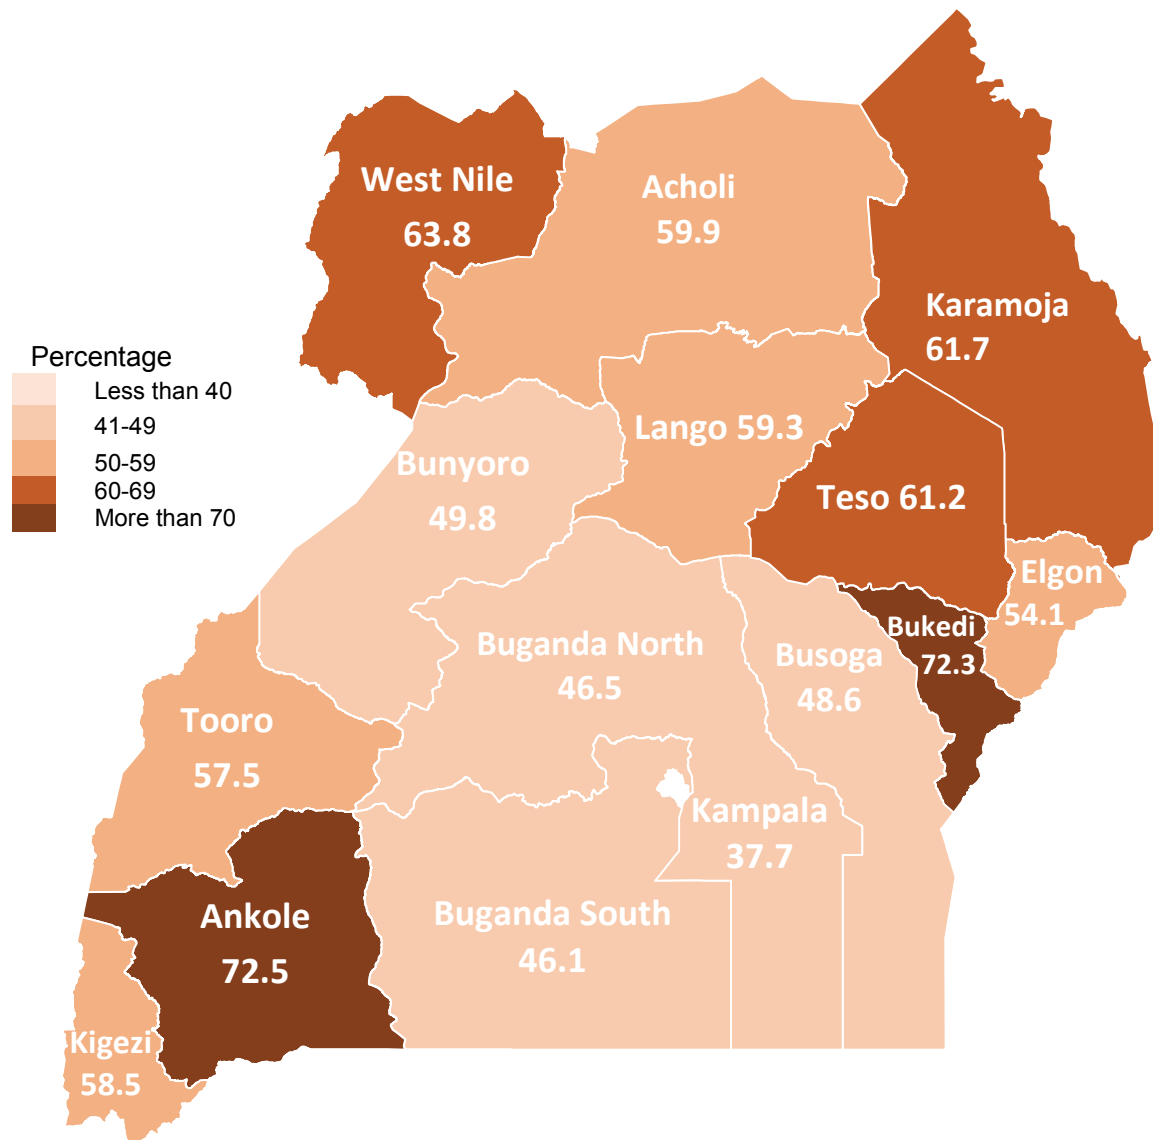 West Nile
63.8
Acholi
59.9
Karamoja
61.7
Percentage
Less than 40
41-49
50-59
60-69
More than 70
Lango 59.3
Bunyoro
49.8
Teso 61.2
Elgon
54.1
Bukedi
72.3
Buganda North
46.5
Busoga
48.6
Tooro
57.5
Kampala
37.7
Ankole
72.5
Buganda South
46.1
Kigezi
58.5